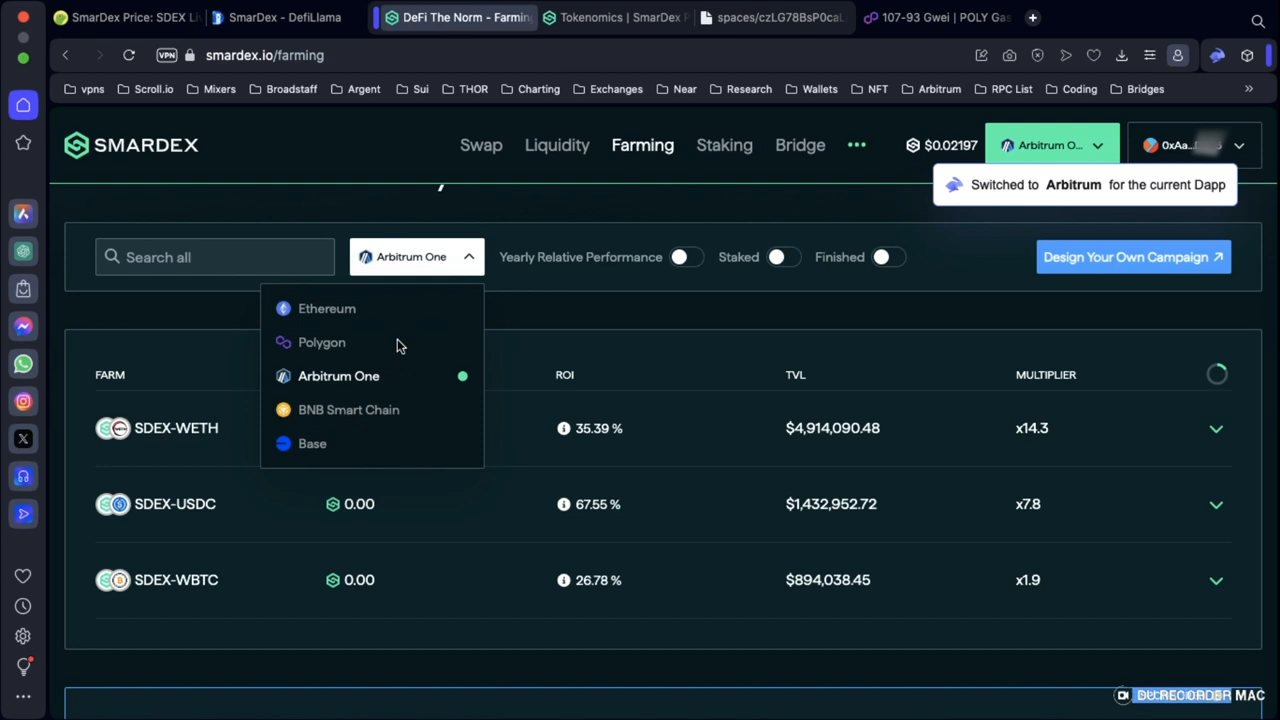 SmarDex Price: SDEX Li
SmarDex - DefiLlama
DeFi The Norm - Farmin
Tokenomics | SmarDex
spaces/czLG78BsP0caL
107-93 Gwei | POLY Gas
VPN
smardex.io/farming
vpns
Scroll.io
Mixers
Broadstaff
Argent
Sui
THOR
Charting
Exchanges
Near
Research
Wallets
NFT
Arbitrum
RPC List
Coding
Bridges
SMARDEX
Swap
Liquidity
Farming
Staking
Bridge
$0.02197
Arbitrum O...
0xAa...
Switched to Arbitrum for the current Dapp
Search all
Arbitrum One
Yearly Relative Performance
Staked
Finished
Design Your Own Campaign
Ethereum
Polygon
Arbitrum One
BNB Smart Chain
Base
FARM
ROI
TVL
MULTIPLIER
SDEX-WETH
35.39 %
$4,914,090.48
x14.3
SDEX-USDC
0.00
67.55 %
$1,432,952.72
x7.8
SDEX-WBTC
0.00
26.78 %
$894,038.45
x1.9
DU RECORDER MAC